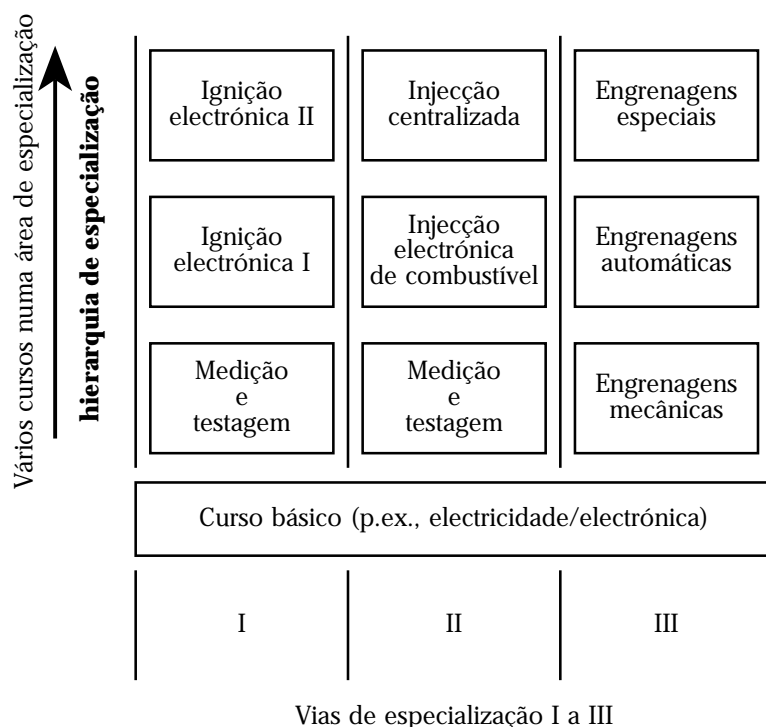 Vários cursos numa área de especialização
hierarquia de especialização
Ignição
electrónica II
Injecção
centralizada
Engrenagens
especiais
Ignição
electrónica I
Injecção
electrónica
de combustível
Engrenagens
automáticas
Medição
e
testagem
Medição
e
testagem
Engrenagens
mecânicas
Curso básico (p.ex., electricidade/electrónica)
I
II
III
Vias de especialização I a III